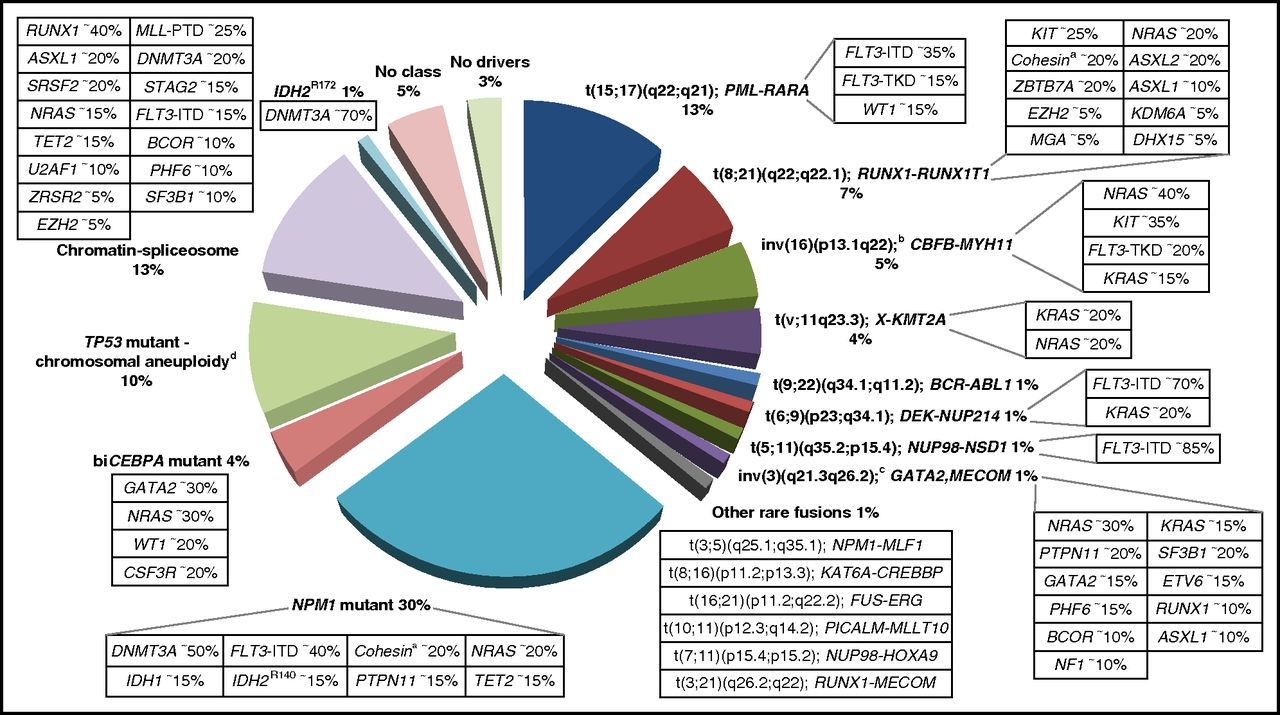 RUNX1 ~40% MLL-PTD ~25%
ASXL1 ~20% DNMT3A ~20%
SRSF2 ~20% STAG2 ~15%
NRAS ~15% FLT3-ITD ~15%
TET2 ~15% BCOR ~10%
U2AF1 ~10% PHF6 ~10%
ZRSR2 ~5% SF3B1 ~10%
EZH2 ~5%
Chromatin-spliceosome
13%
IDH2R172 1%
DNMT3A ~70%
No class
5%
No drivers
3%
t(15;17)(q22;q21); PML-RARA
13%
FLT3-ITD ~35%
FLT3-TKD ~15%
WT1 ~15%
t(8;21)(q22;q22.1); RUNX1-RUNX1T1
7%
KIT ~25% NRAS ~20%
Cohesina ~20% ASXL2 ~20%
ZBTB7A ~20% ASXL1 ~10%
EZH2 ~5% KDM6A ~5%
MGA ~5% DHX15 ~5%
inv(16)(p13.1q22);b CBFB-MYH11
5%
NRAS ~40%
KIT ~35%
FLT3-TKD ~20%
KRAS ~15%
t(v;11q23.3); X-KMT2A
4%
KRAS ~20%
NRAS ~20%
t(9;22)(q34.1;q11.2); BCR-ABL1 1%
t(6;9)(p23;q34.1); DEK-NUP214 1%
FLT3-ITD ~70%
KRAS ~20%
t(5;11)(q35.2;p15.4); NUP98-NSD1 1%
FLT3-ITD ~85%
inv(3)(q21.3q26.2);c GATA2,MECOM 1%
NRAS ~30% KRAS ~15%
PTPN11 ~20% SF3B1 ~20%
GATA2 ~15% ETV6 ~15%
PHF6 ~15% RUNX1 ~10%
BCOR ~10% ASXL1 ~10%
NF1 ~10%
Other rare fusions 1%
t(3;5)(q25.1;q35.1); NPM1-MLF1
t(8;16)(p11.2;p13.3); KAT6A-CREBBP
t(16;21)(p11.2;q22.2); FUS-ERG
t(10;11)(p12.3;q14.2); PICALM-MLLT10
t(7;11)(p15.4;p15.2); NUP98-HOXA9
t(3;21)(q26.2;q22); RUNX1-MECOM
TP53 mutant -
chromosomal aneuploidyd
10%
biCEBPA mutant 4%
GATA2 ~30%
NRAS ~30%
WT1 ~20%
CSF3R ~20%
NPM1 mutant 30%
DNMT3A ~50% FLT3-ITD ~40% Cohesina ~20% NRAS ~20%
IDH1 ~15% IDH2R140 ~15% PTPN11 ~15% TET2 ~15%